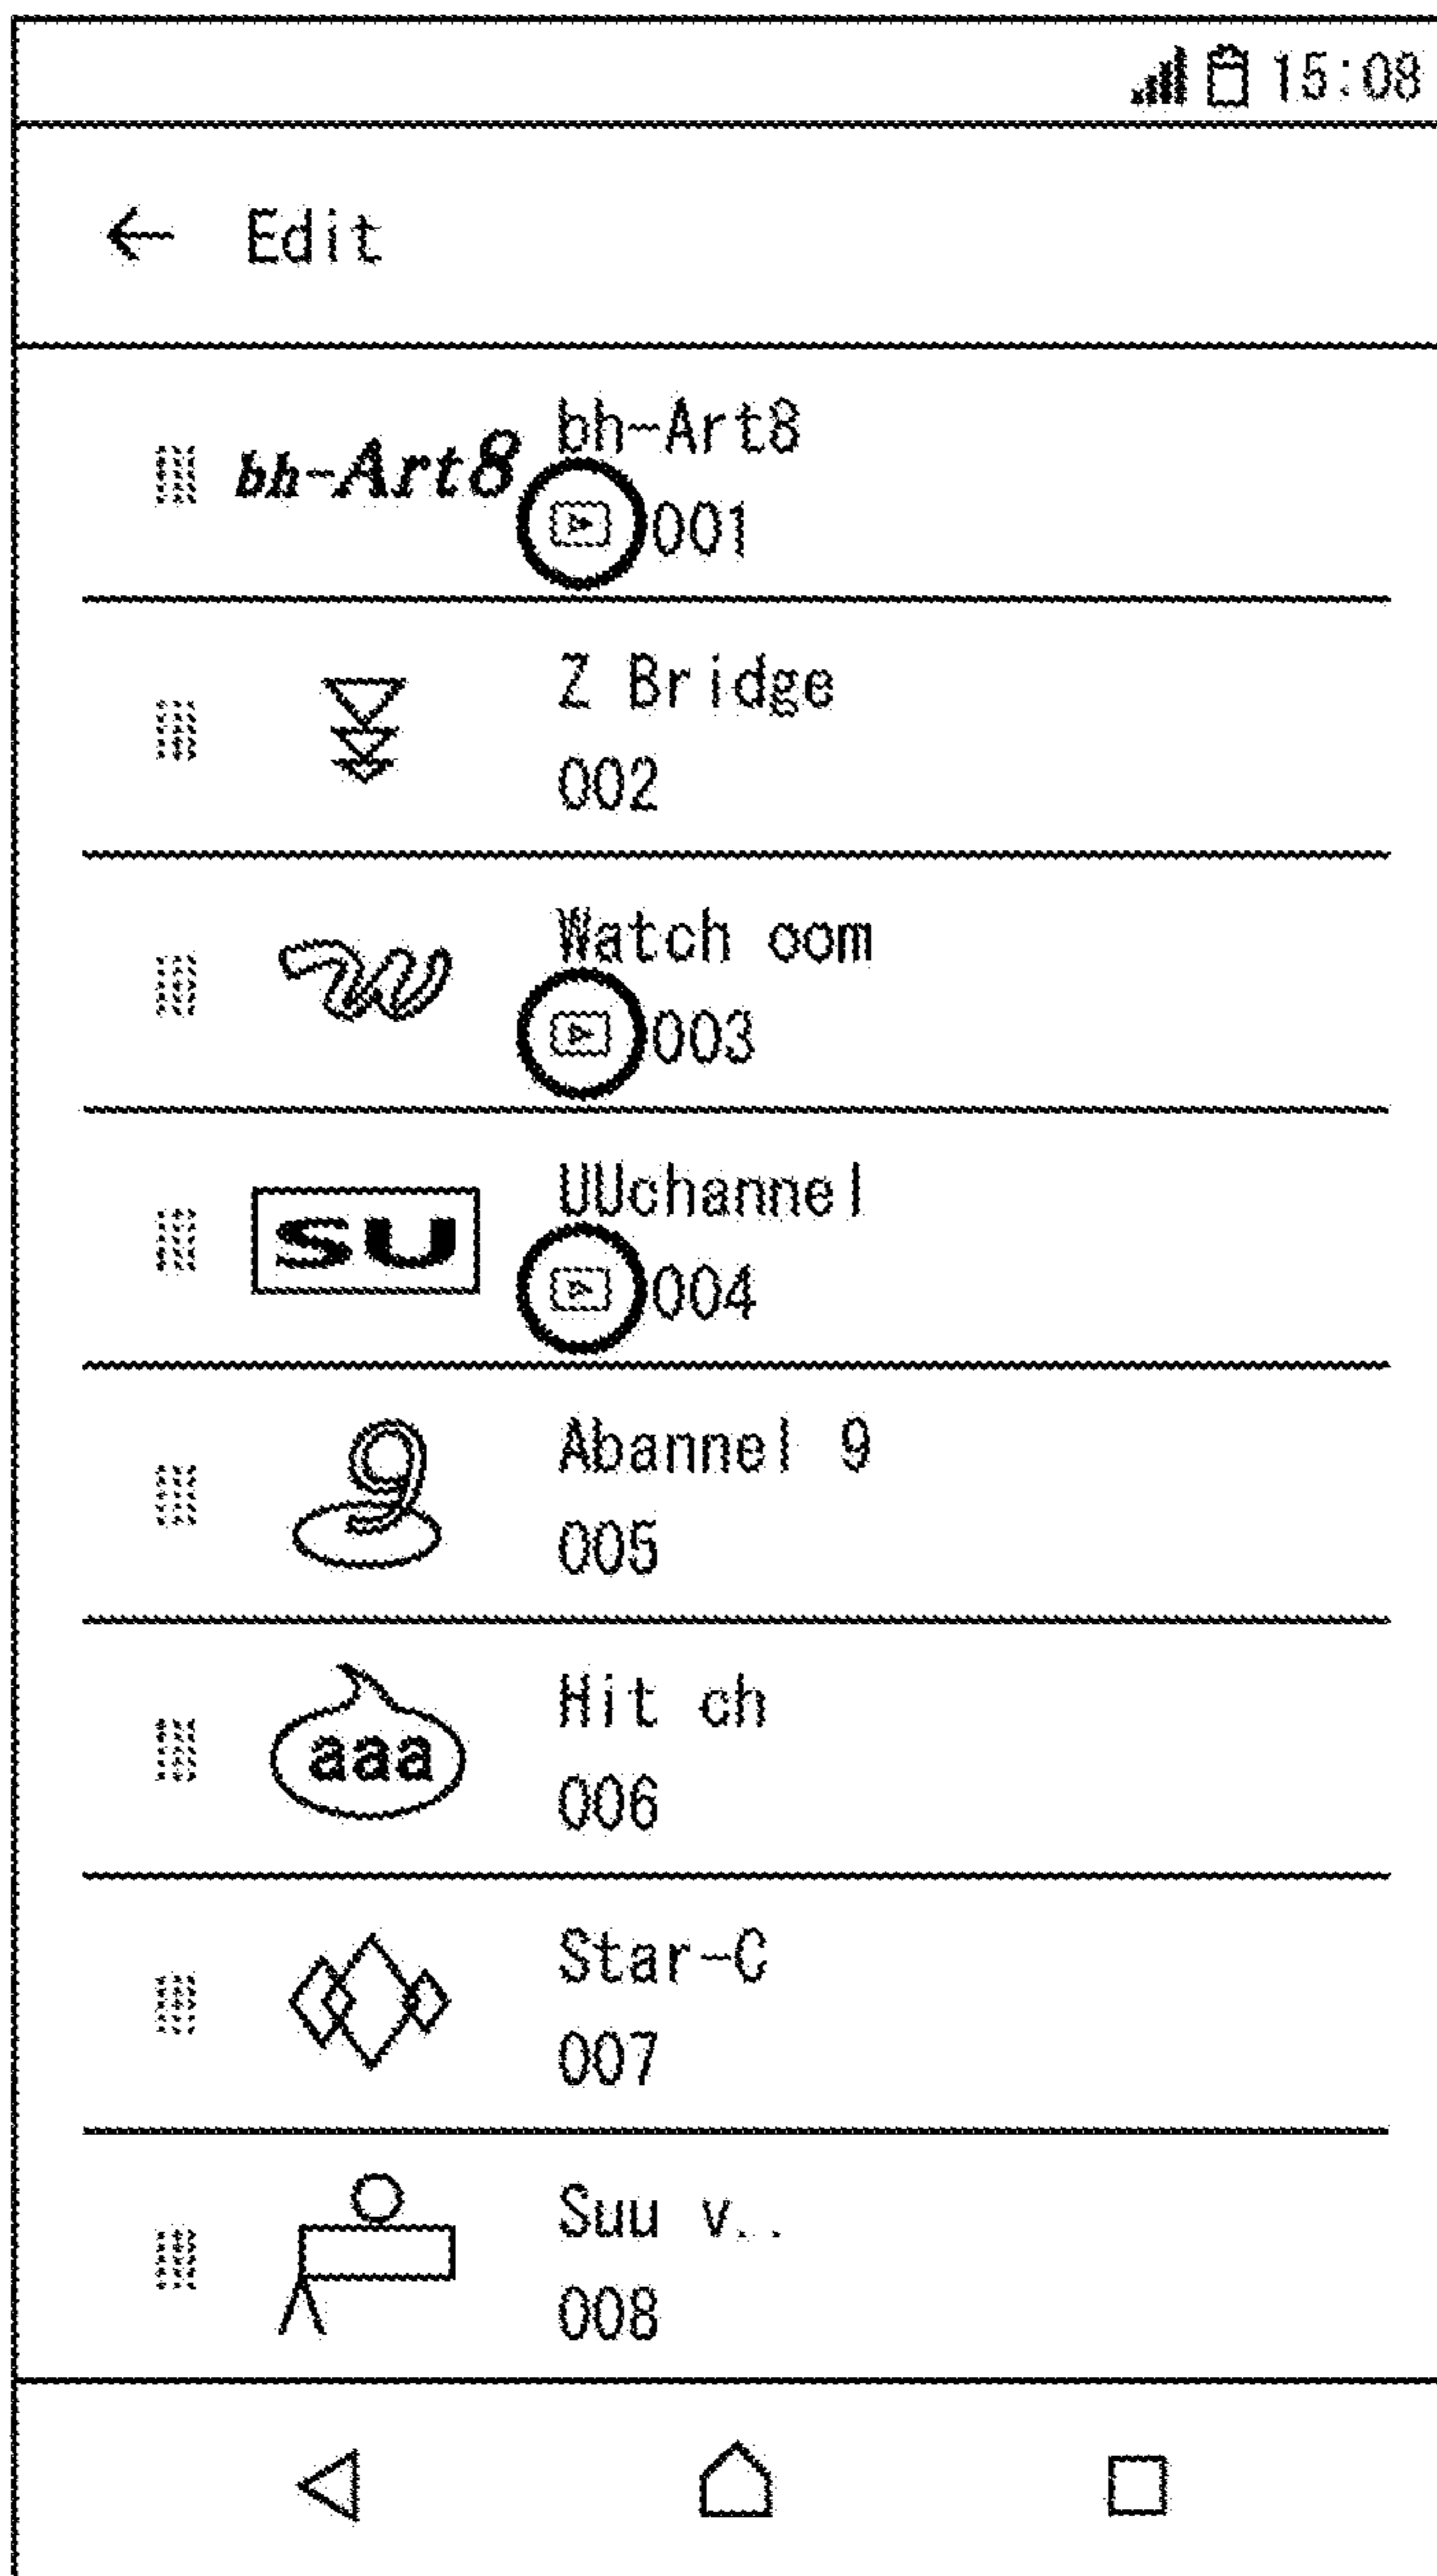 15:08
← Edit
bh-Art8
bh-Art8
001
Z Bridge
002
Watch oom
003
SU
UUchannel
004
9
Abannel 9
005
aaa
Hit ch
006
Star-C
007
Suu v..
008